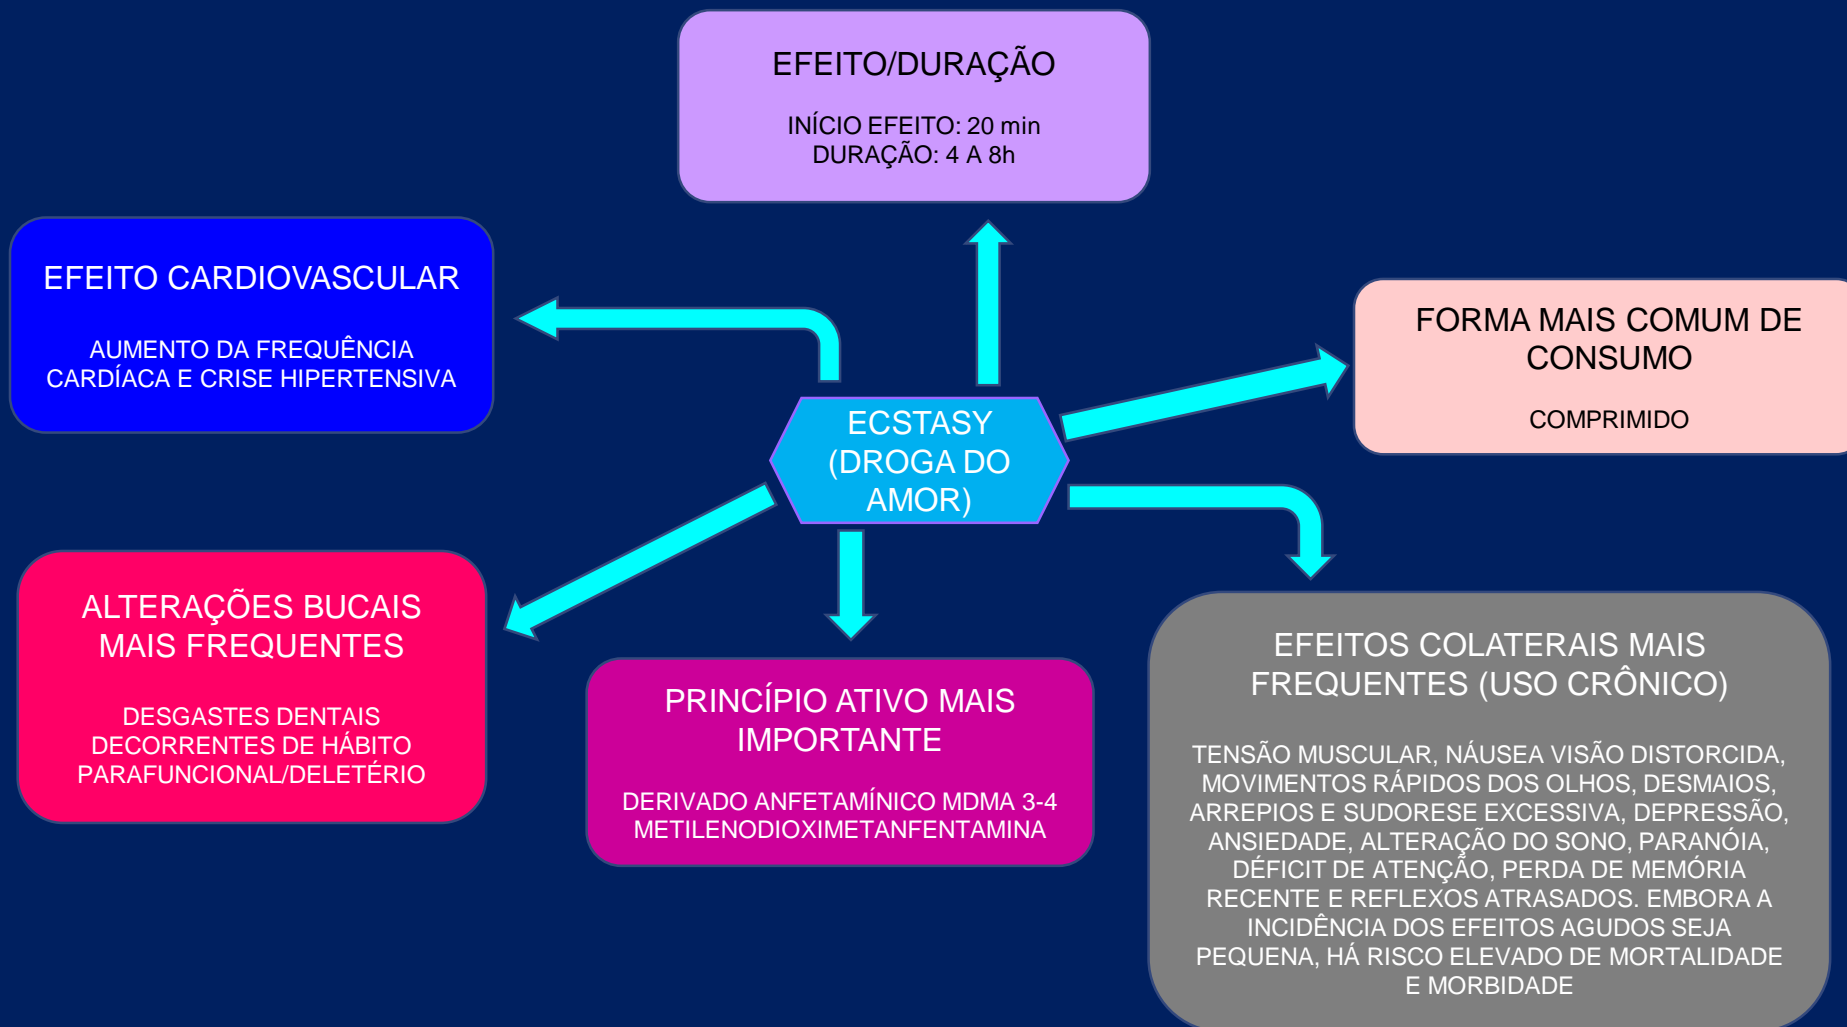 EFEITO/DURAÇÃO
INÍCIO EFEITO: 20 min
DURAÇÃO: 4 A 8h
EFEITO CARDIOVASCULAR
AUMENTO DA FREQUÊNCIA
CARDÍACA E CRISE HIPERTENSIVA
FORMA MAIS COMUM DE
CONSUMO
COMPRIMIDO
ECSTASY
(DROGA DO
AMOR)
ALTERAÇÕES BUCAIS
MAIS FREQUENTES
DESGASTES DENTAIS
DECORRENTES DE HÁBITO
PARAFUNCIONAL/DELETÉRIO
PRINCÍPIO ATIVO MAIS
IMPORTANTE
DERIVADO ANFETAMÍNICO MDMA 3-4
METILENODIOXIMETANFENTAMINA
EFEITOS COLATERAIS MAIS
FREQUENTES (USO CRÔNICO)
TENSÃO MUSCULAR, NÁUSEA VISÃO DISTORCIDA,
MOVIMENTOS RÁPIDOS DOS OLHOS, DESMAIOS,
ARREPIOS E SUDORESE EXCESSIVA, DEPRESSÃO,
ANSIEDADE, ALTERAÇÃO DO SONO, PARANÓIA,
DÉFICIT DE ATENÇÃO, PERDA DE MEMÓRIA
RECENTE E REFLEXOS ATRASADOS. EMBORA A
INCIDÊNCIA DOS EFEITOS AGUDOS SEJA
PEQUENA, HÁ RISCO ELEVADO DE MORTALIDADE
E MORBIDADE